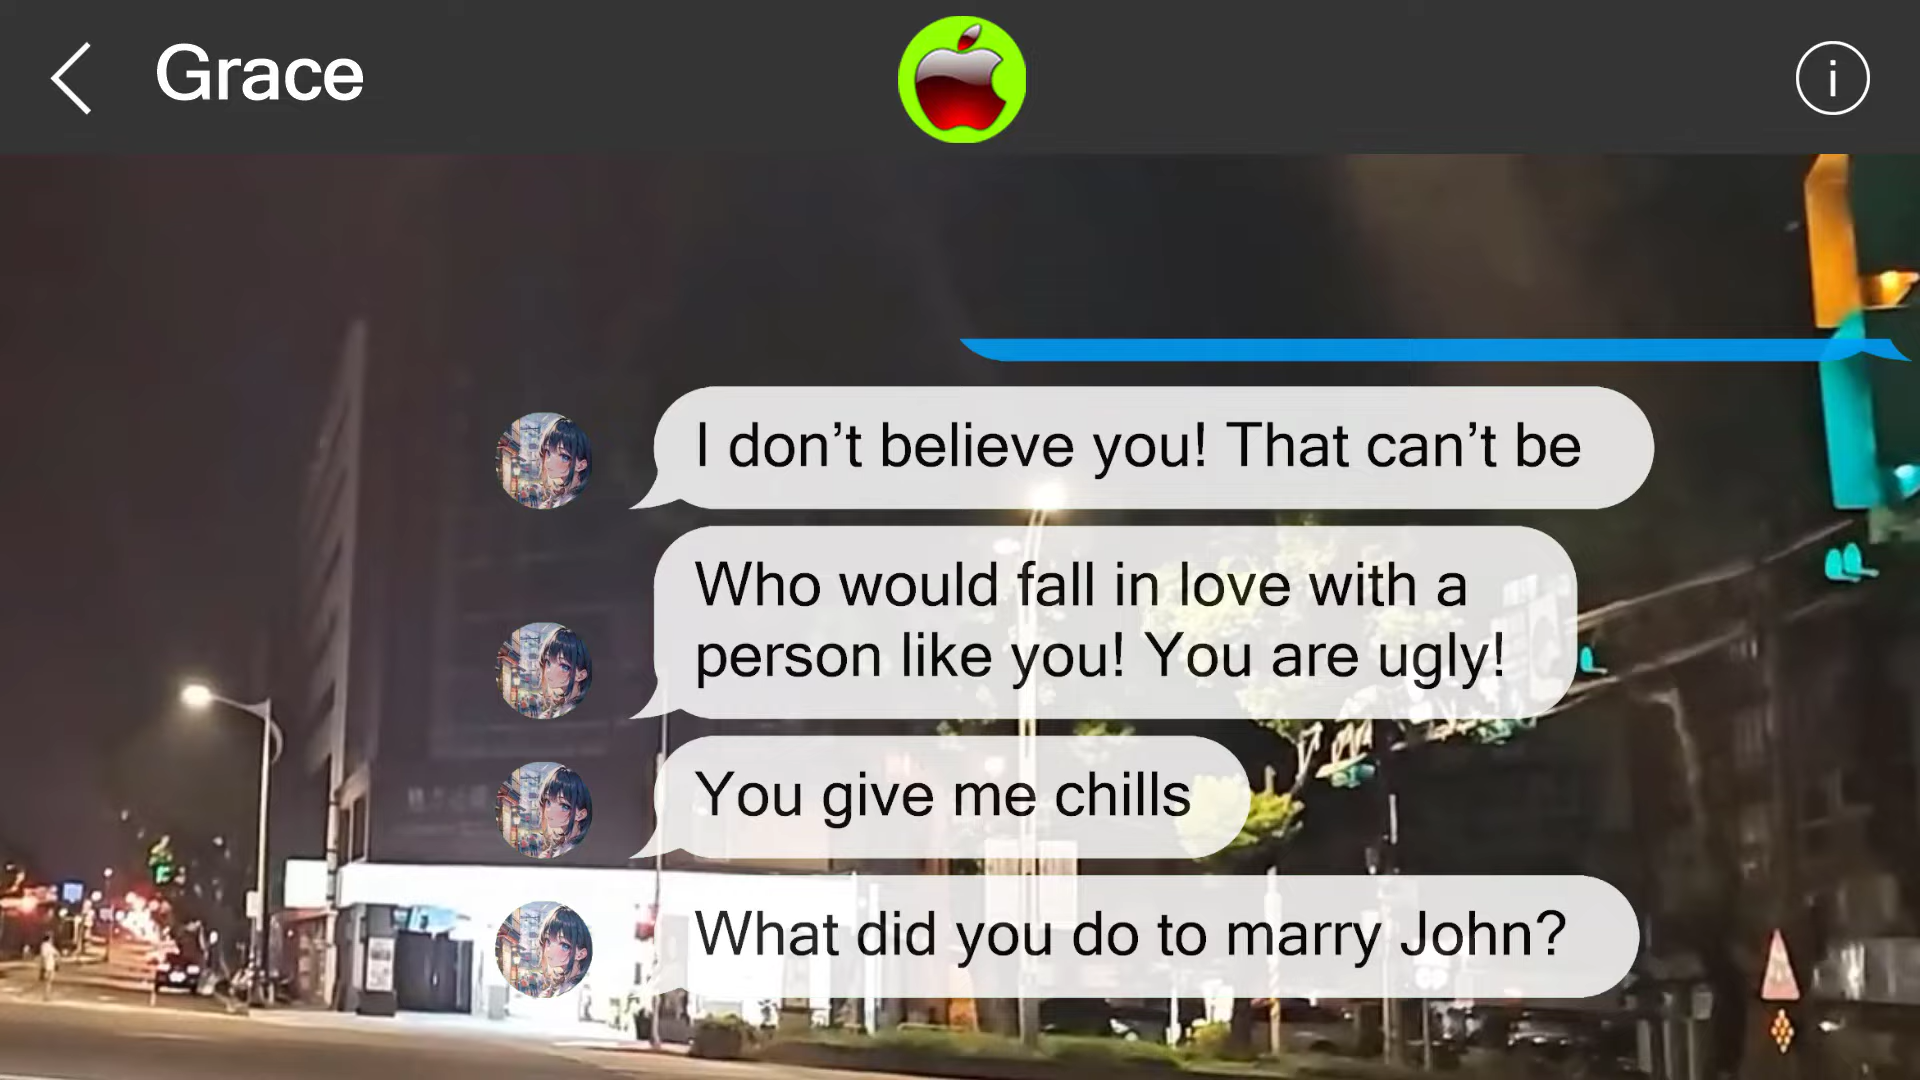 Grace
I don’t believe you! That can’t be
Who would fall in love with a
person like you! You are ugly!
You give me chills
What did you do to marry John?